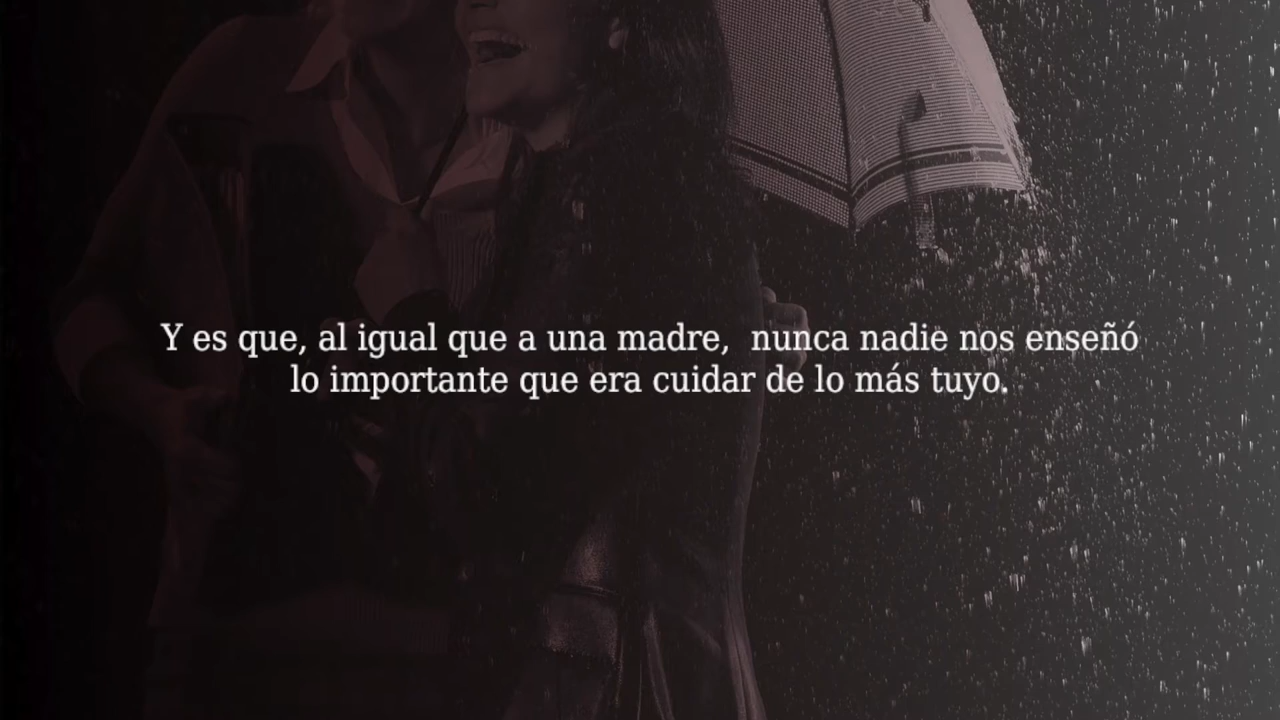 Y es que, al igual que a una madre,  nunca nadie nos enseñó
lo importante que era cuidar de lo más tuyo.